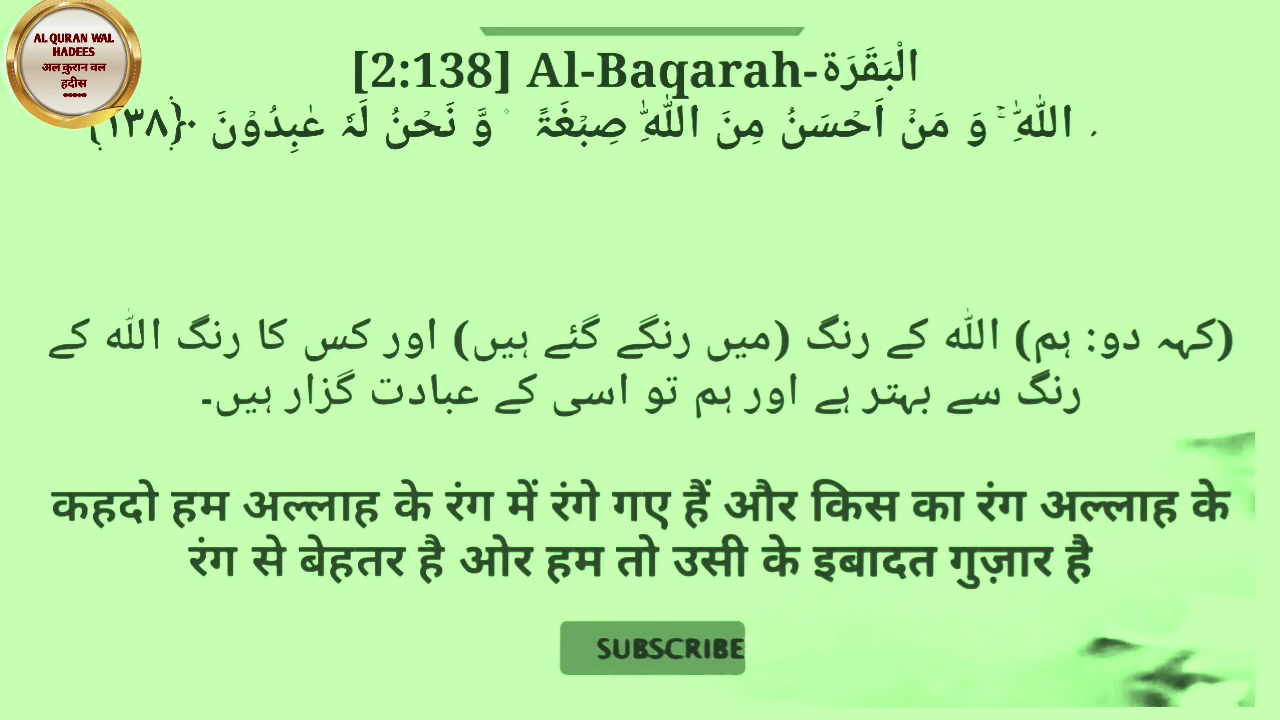 AL QURAN WAL
HADEES
अल कुरान वल
हदीस
[2:138] Al-Baqarah-الْبَقَرَة
اللّٰہِ ۚ وَ مَنْ اَحْسَنُ مِنَ اللّٰہِ صِبْغَۃً ۫ وَّ نَحْنُ لَہٗ عٰبِدُوْنَ ﴿۱۳۸﴾
(کہہ دو: ہم) اللّٰہ کے رنگ (میں رنگے گئے ہیں) اور کس کا رنگ اللّٰہ کے
رنگ سے بہتر ہے اور ہم تو اسی کے عبادت گزار ہیں۔
कहदो हम अल्लाह के रंग में रंगे गए हैं और किस का रंग अल्लाह के
रंग से बेहतर है ओर हम तो उसी के इबादत गुज़ार है
SUBSCRIBE